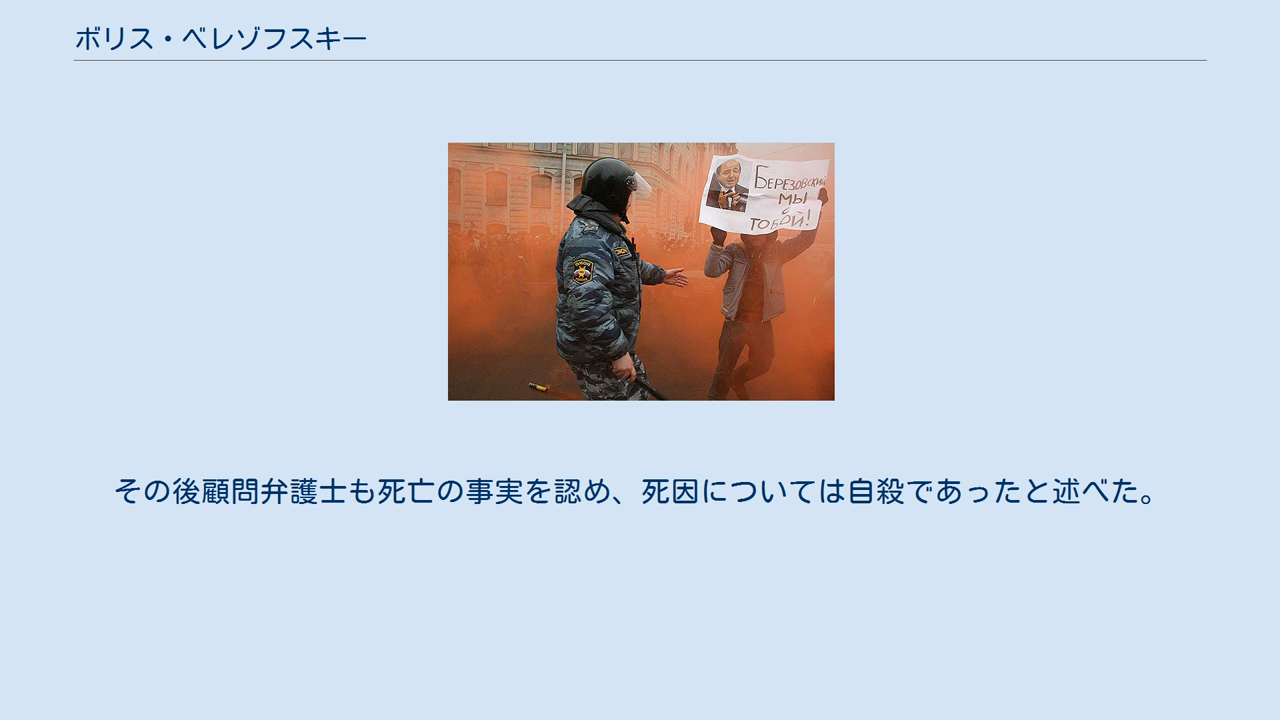 ボリス・ベレゾフスキー
Березовский
мы
с
тобой!
その後顧問弁護士も死亡の事実を認め、死因については自殺であったと述べた。